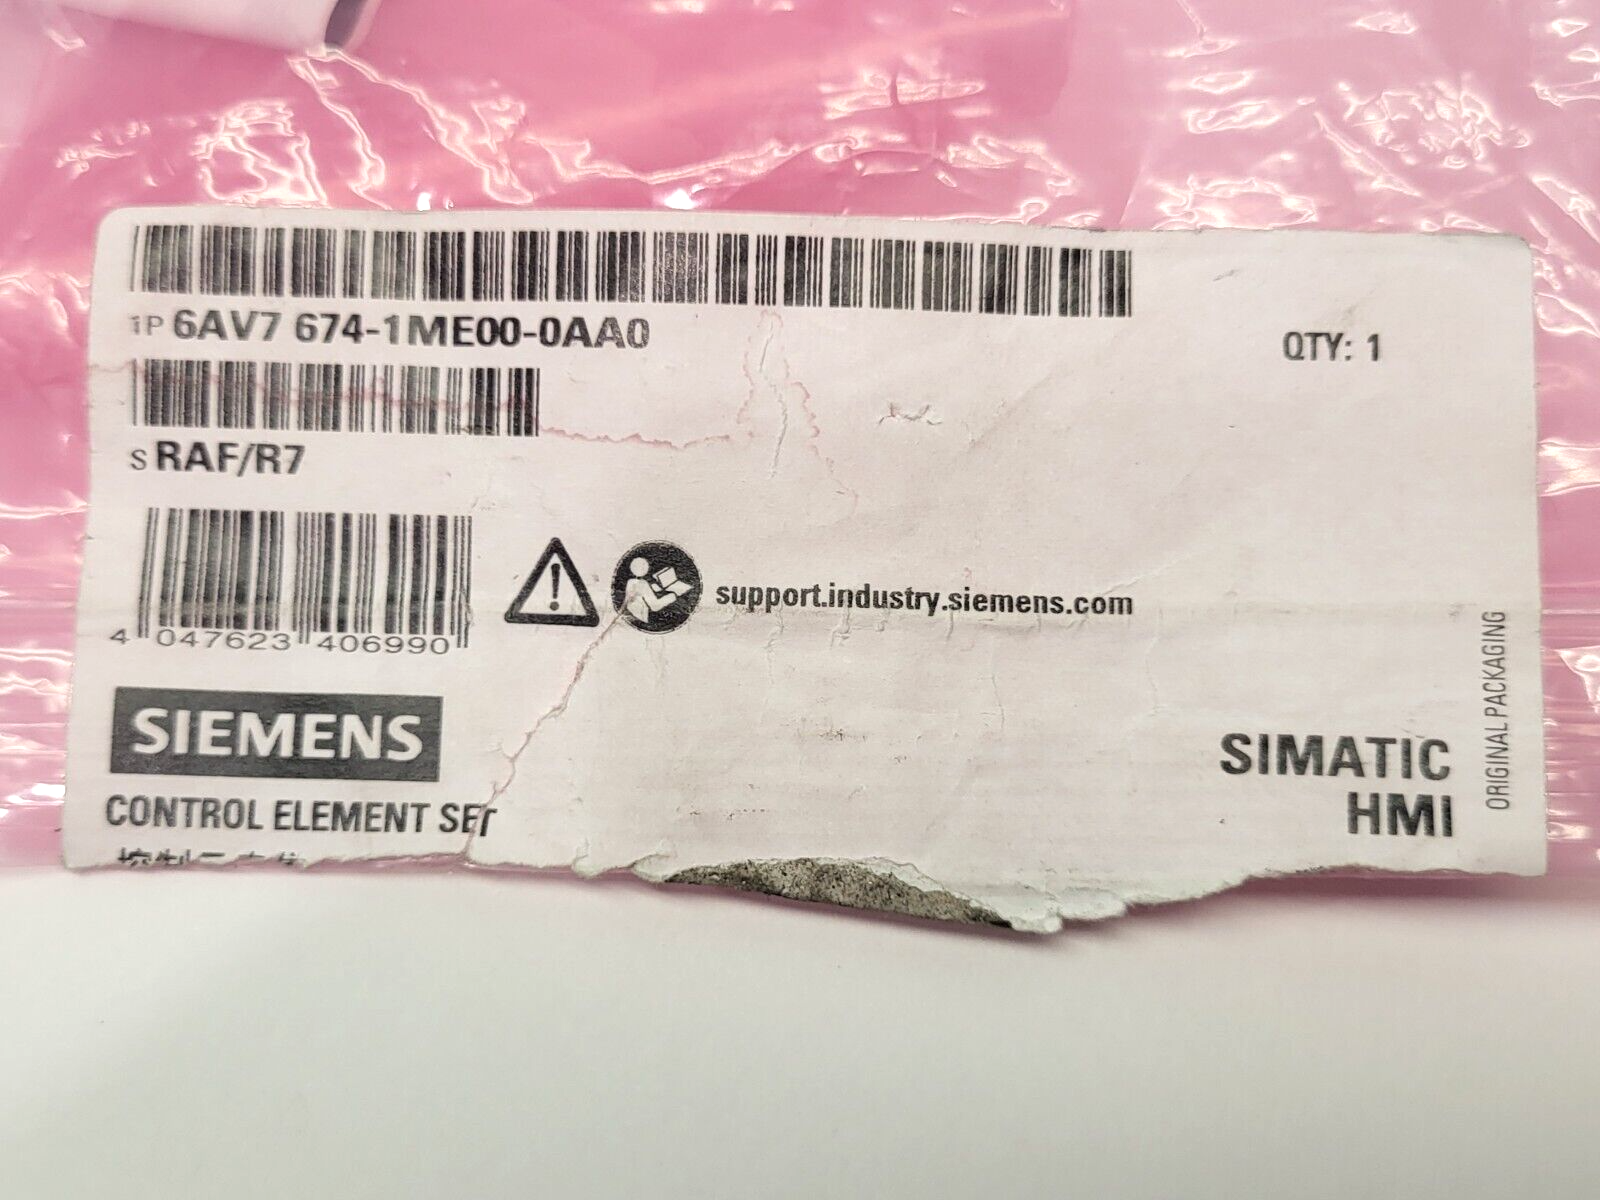 1P 6AV7 674-1ME00-0AA0
QTY: 1
S RAF/R7
4 047623 406990
support.industry.siemens.com
SIEMENS
CONTROL ELEMENT SET
SIMATIC
HMI
ORIGINAL PACKAGING